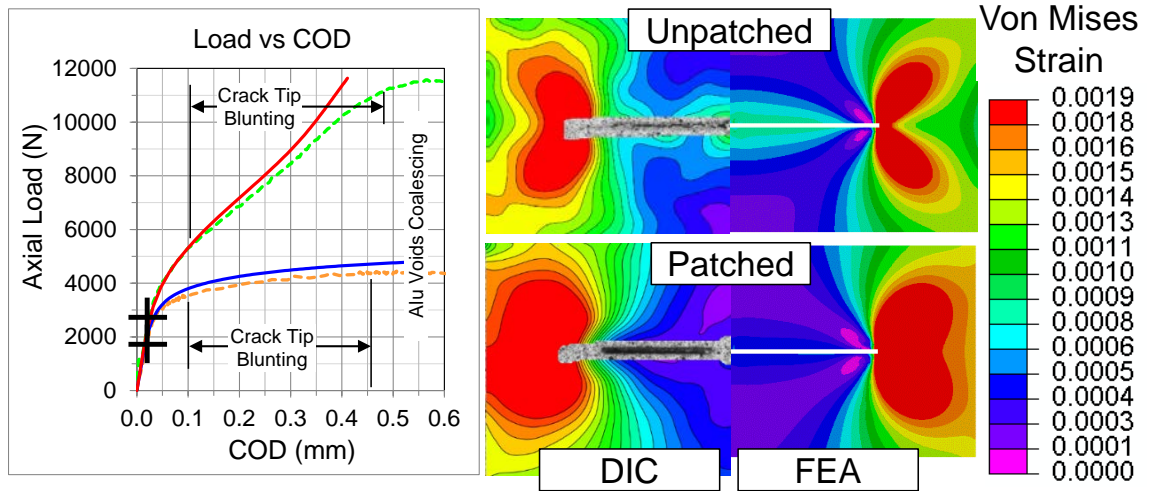 Load vs COD
12000
10000
8000
6000
4000
2000
0
Axial Load (N)
Crack Tip
Blunting
Crack Tip
Blunting
Alu Voids Coalescing
0.0 0.1 0.2 0.3 0.4 0.5 0.6
COD (mm)
Unpatched
Patched
DIC
FEA
Von Mises
Strain
0.0019
0.0018
0.0016
0.0015
0.0014
0.0013
0.0011
0.0010
0.0009
0.0008
0.0006
0.0005
0.0004
0.0003
0.0001
0.0000